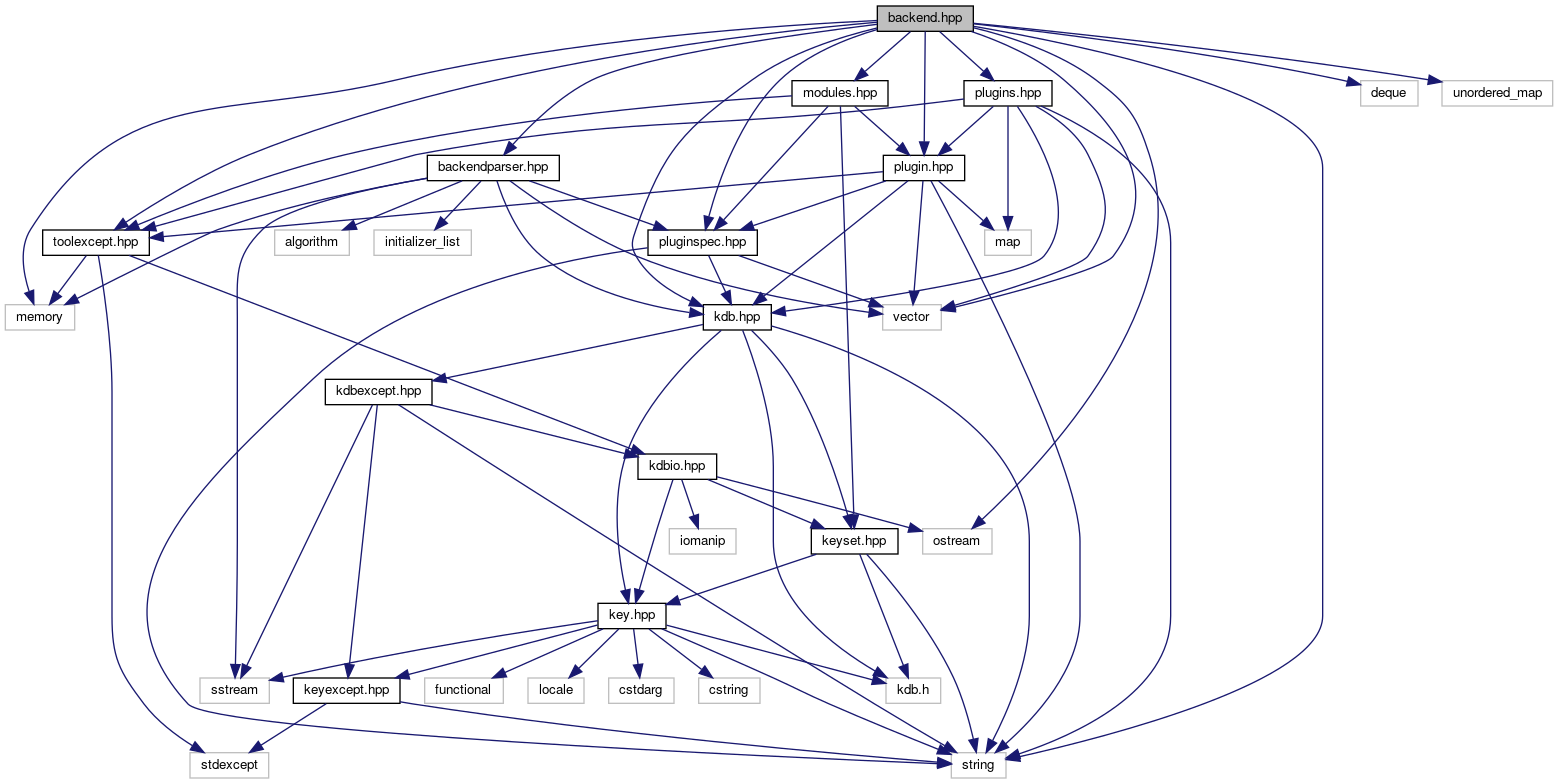 backend.hpp
modules.hpp
plugins.hpp
deque
unordered_map
backendparser.hpp
plugin.hpp
toolexcept.hpp
algorithm
initializer_list
pluginspec.hpp
map
memory
kdb.hpp
vector
kdbexcept.hpp
kdbio.hpp
iomanip
keyset.hpp
ostream
key.hpp
sstream
keyexcept.hpp
functional
locale
cstdarg
cstring
kdb.h
stdexcept
string